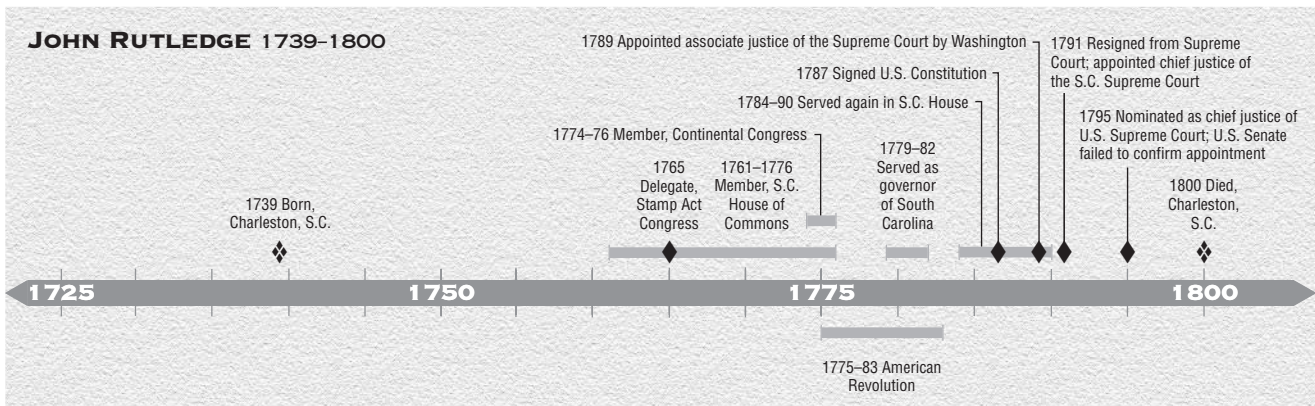 JOHN RUTLEDGE 1739–1800
1789 Appointed associate justice of the Supreme Court by Washington
1791 Resigned from Supreme
Court; appointed chief justice of
the S.C. Supreme Court
1787 Signed U.S. Constitution
1784–90 Served again in S.C. House
1795 Nominated as chief justice of
U.S. Supreme Court; U.S. Senate
failed to confirm appointment
1774–76 Member, Continental Congress
1765
Delegate,
Stamp Act
Congress
1761–1776
Member, S.C.
House of
Commons
1779–82
Served as
governor
of South
Carolina
1739 Born,
Charleston, S.C.
1800 Died,
Charleston,
S.C.
1725
1750
1775
1800
1775–83 American
Revolution